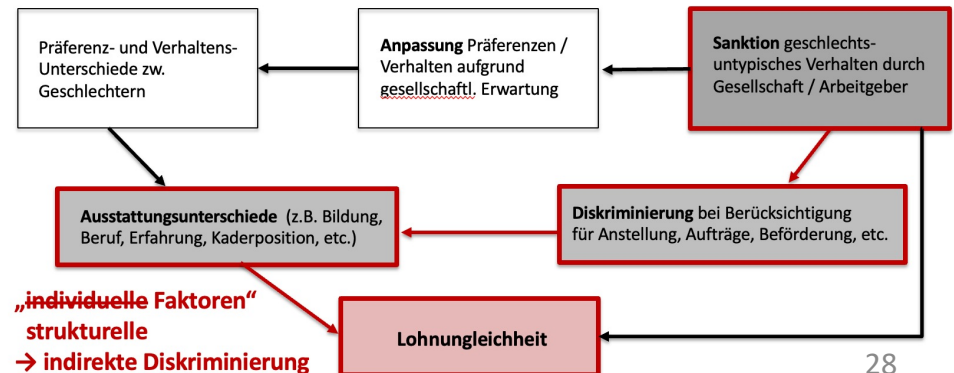 Präferenz- und Verhaltens-
Unterschiede zw.
Geschlechtern
Anpassung Präferenzen /
Verhalten aufgrund
gesellschaftl. Erwartung
Sanktion geschlechts-
untypisches Verhalten durch
Gesellschaft / Arbeitgeber
Ausstattungsunterschiede (z.B. Bildung,
Beruf, Erfahrung, Kaderposition, etc.)
Diskriminierung bei Berücksichtigung
für Anstellung, Aufträge, Beförderung, etc.
„individuelle Faktoren“
strukturelle
→ indirekte Diskriminierung
Lohnungleichheit
28